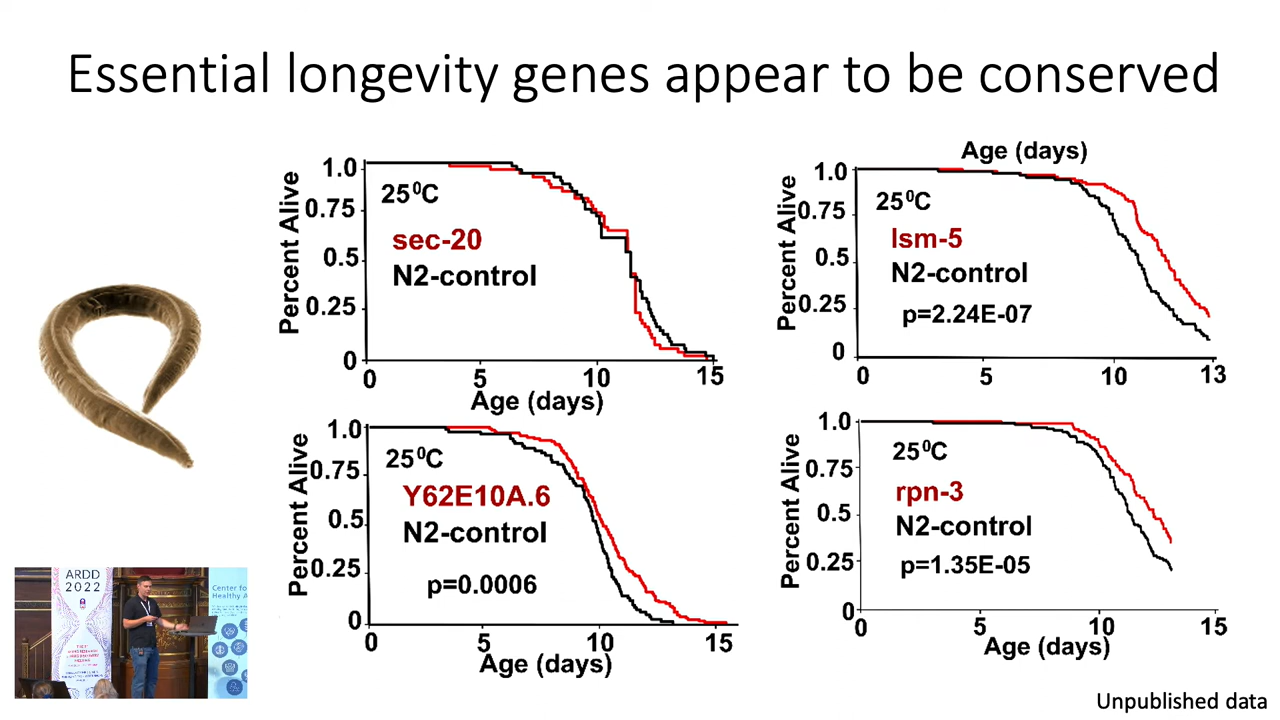 Essential longevity genes appear to be conserved
Percent Alive
1.0
0.75
0.5
0.25
0
25⁰C
sec-20
N2-control
0 5 10 15
Age (days)
Age (days)
Percent Alive
1.0
0.75
0.5
0.25
0
25⁰C
lsm-5
N2-control
p=2.24E-07
0 5 10 13
Percent Alive
1.0
0.75
0.5
0.25
0
25⁰C
Y62E10A.6
N2-control
p=0.0006
0 5 10 15
Age (days)
Percent Alive
1.0
0.75
0.5
0.25
0
25⁰C
rpn-3
N2-control
p=1.35E-05
0 5 10 15
Age (days)
ARDD
2022
Center fo
Healthy A
Unpublished data